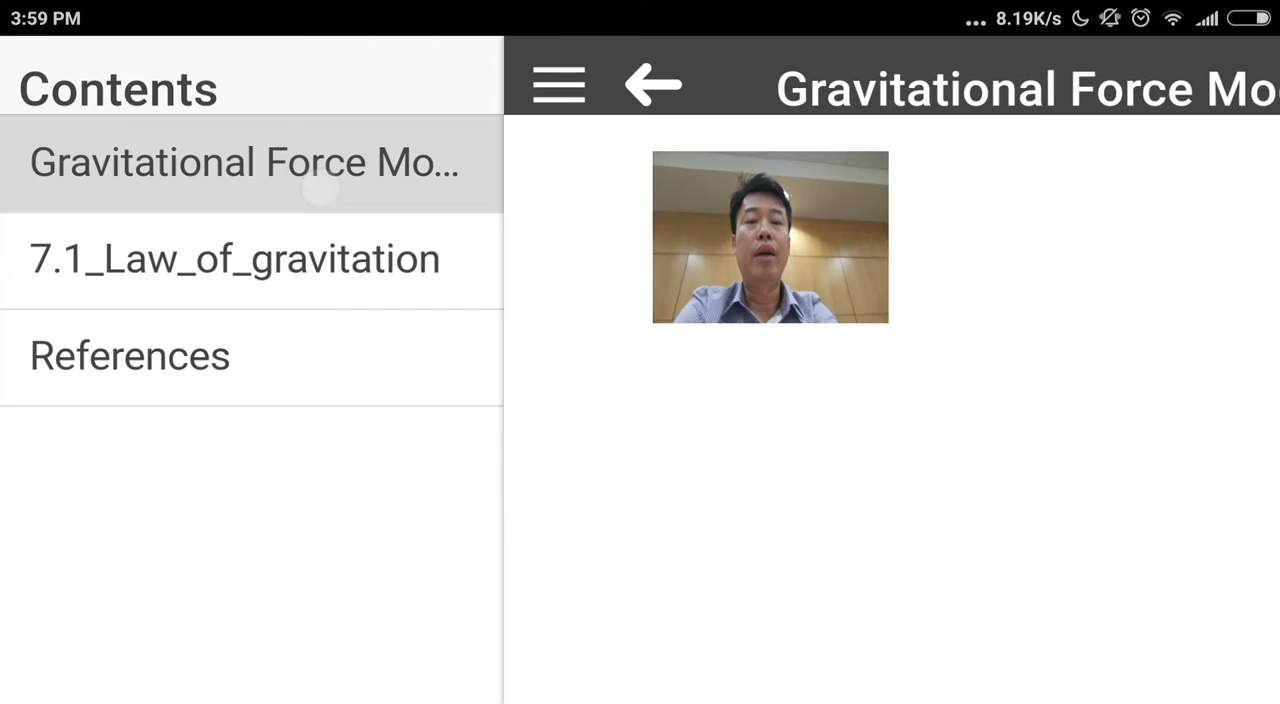 3:59 PM
... 8.19K/s
Contents
Gravitational Force Mo
Gravitational Force Mo...
7.1_Law_of_gravitation
References